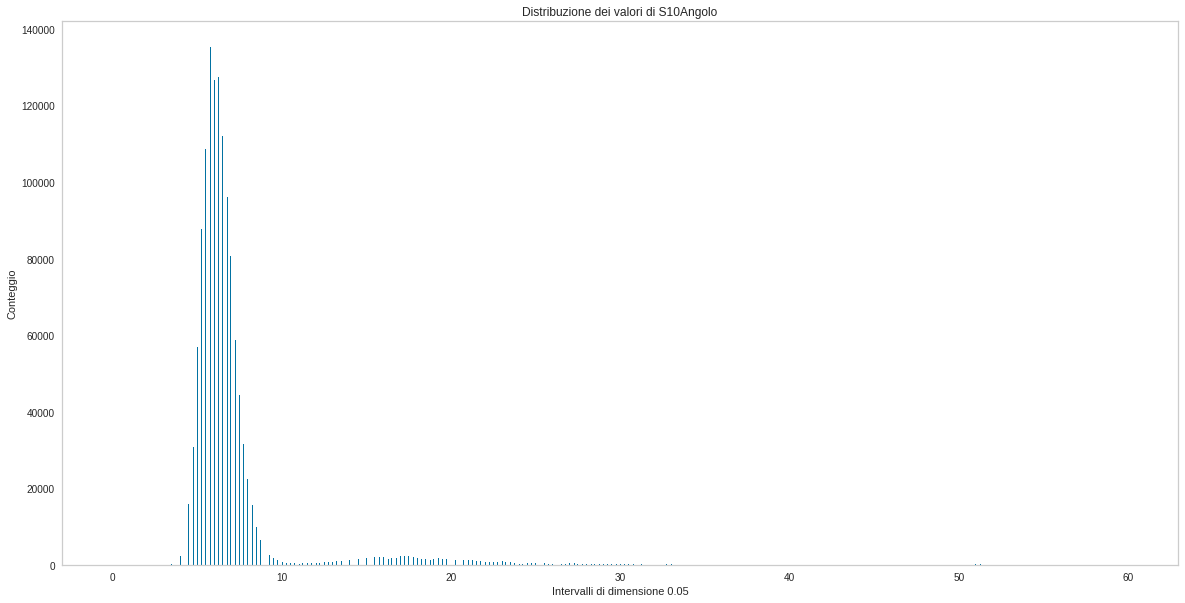 Distribuzione dei valori di S10Angolo
140000
120000
100000
80000
60000
40000
20000
0
Conteggio
0 10 20 30 40 50 60
Intervalli di dimensione 0.05